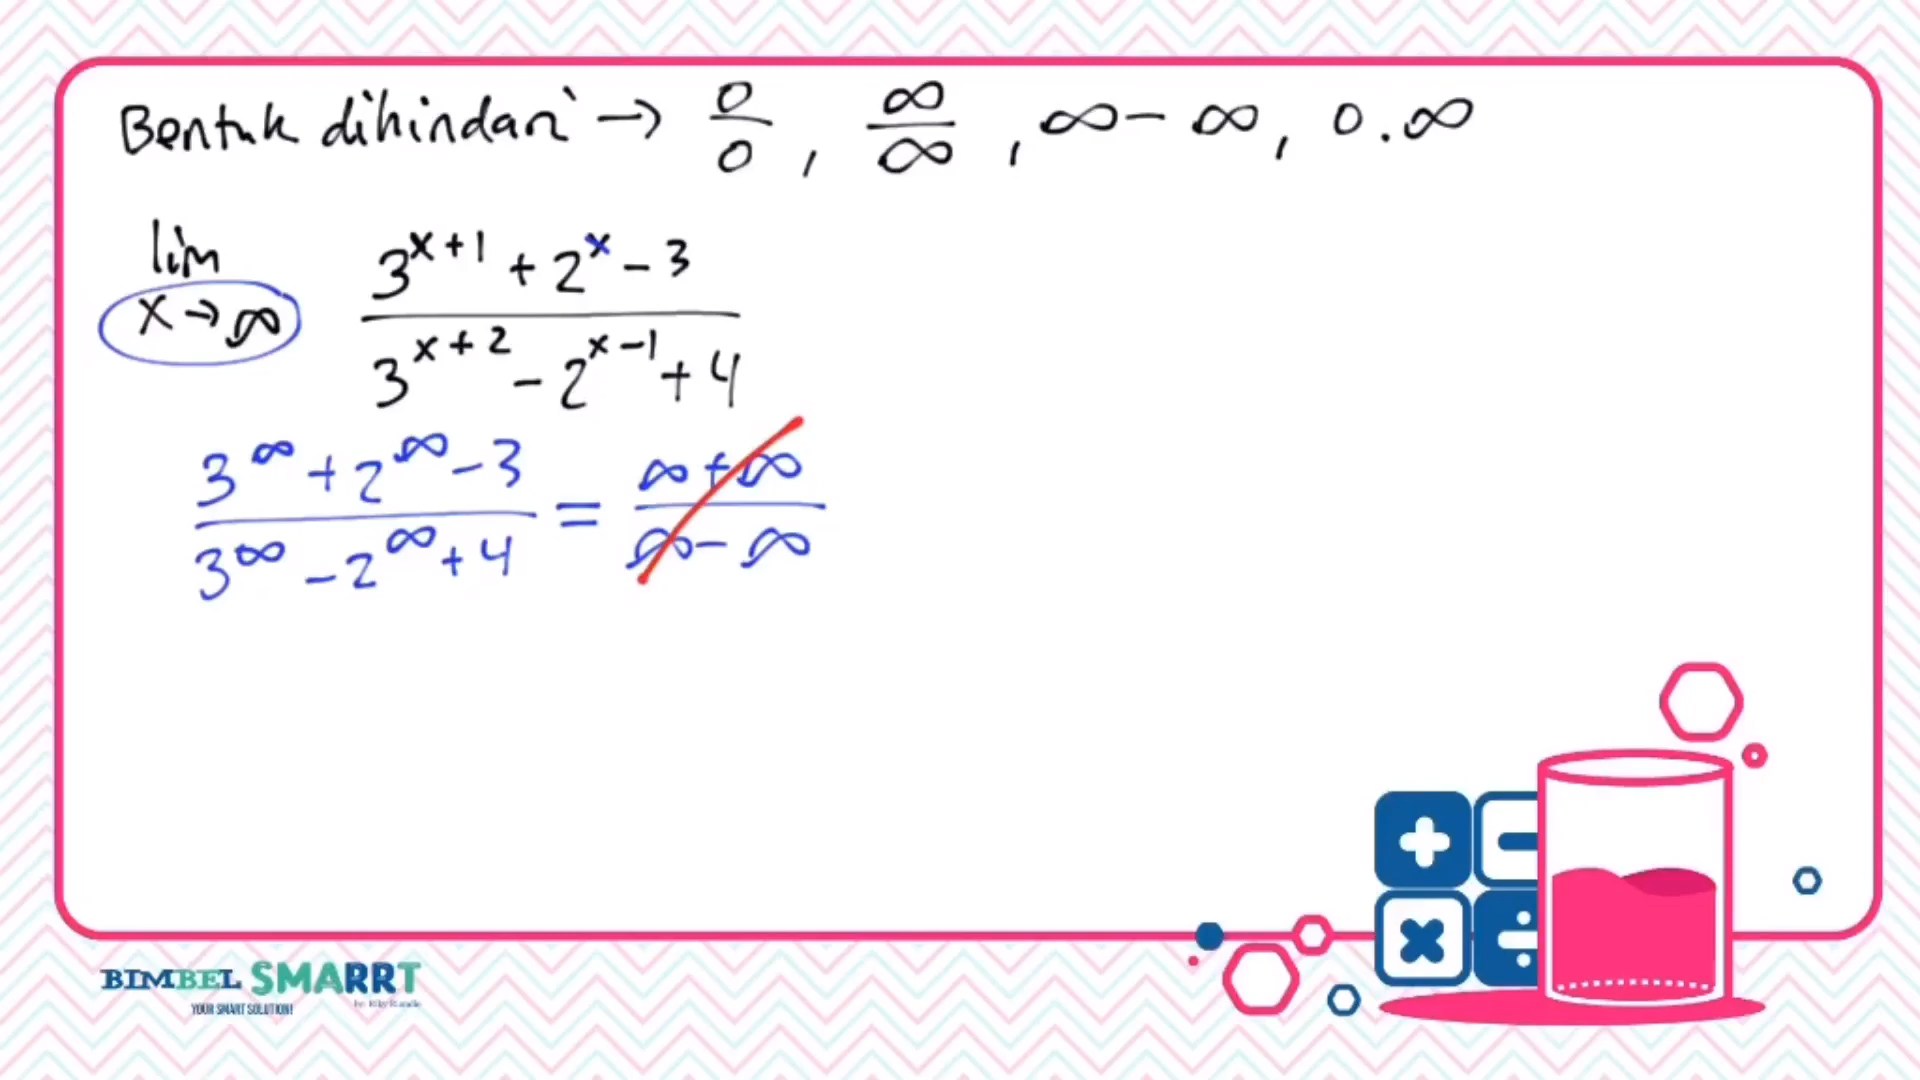 Bentuk dihindari → 0/0 , ∞/∞ , ∞ - ∞ , 0 . ∞
lim x→∞ (3^(x+1) + 2^x - 3) / (3^(x+2) - 2^(x-1) + 4)
(3^∞ + 2^∞ - 3) / (3^∞ - 2^∞ + 4) = (∞ + ∞) / (∞ - ∞)
BIMBEL SMARRT
YOUR SMART SOLUTION!